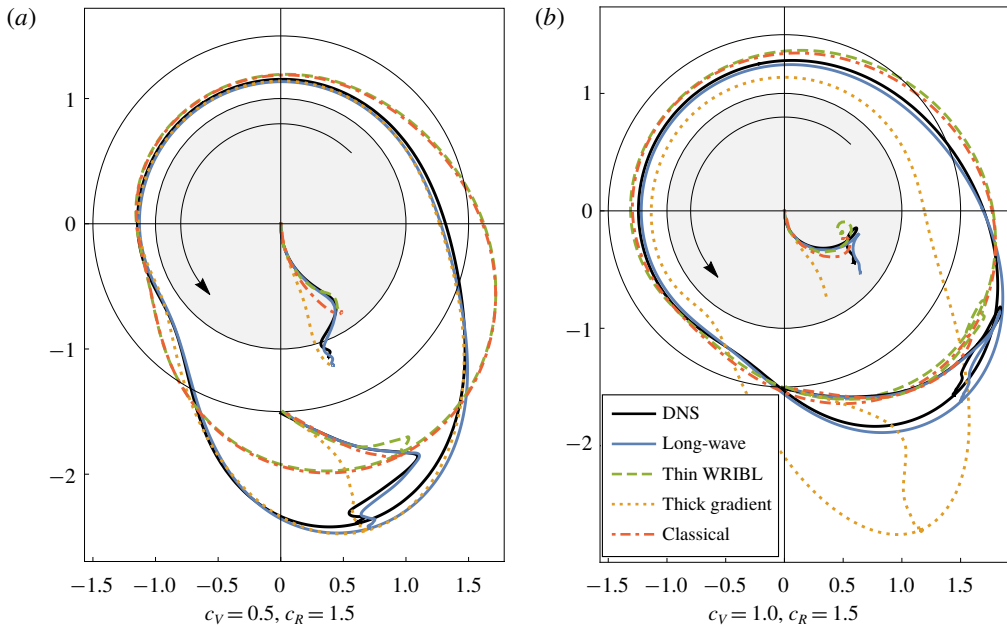 (a)
1
0
−1
−2
−1.5
−1.0
−0.5
0
0.5
1.0
1.5
c_V = 0.5, c_R = 1.5
(b)
1
0
−1
−2
DNS
Long-wave
Thin WRIBL
Thick gradient
Classical
−1.5
−1.0
−0.5
0
0.5
1.0
1.5
c_V = 1.0, c_R = 1.5